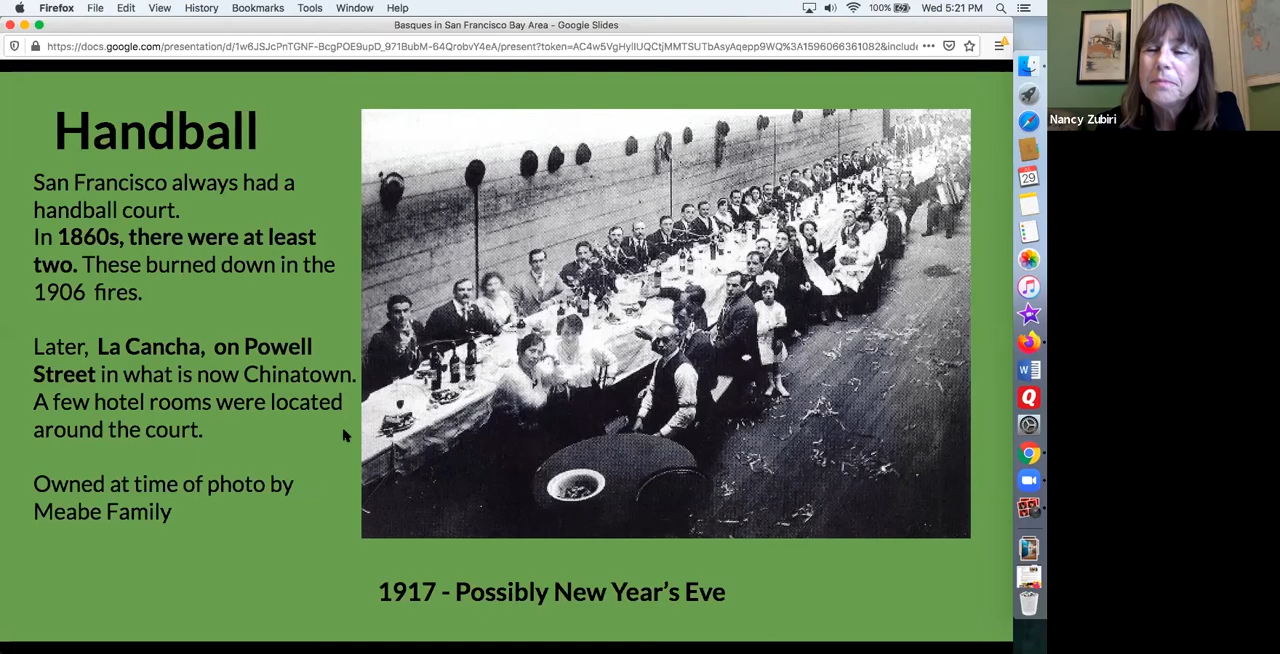 Firefox File Edit View History Bookmarks Tools Window Help 100% Wed 5:21 PM
Basques in San Francisco Bay Area - Google Slides
Handball
San Francisco always had a
handball court.
In 1860s, there were at least
two. These burned down in the
1906 fires.
Later, La Cancha, on Powell
Street in what is now Chinatown.
A few hotel rooms were located
around the court.
Owned at time of photo by
Meabe Family
1917 - Possibly New Year's Eve
Nancy Zubiri
29